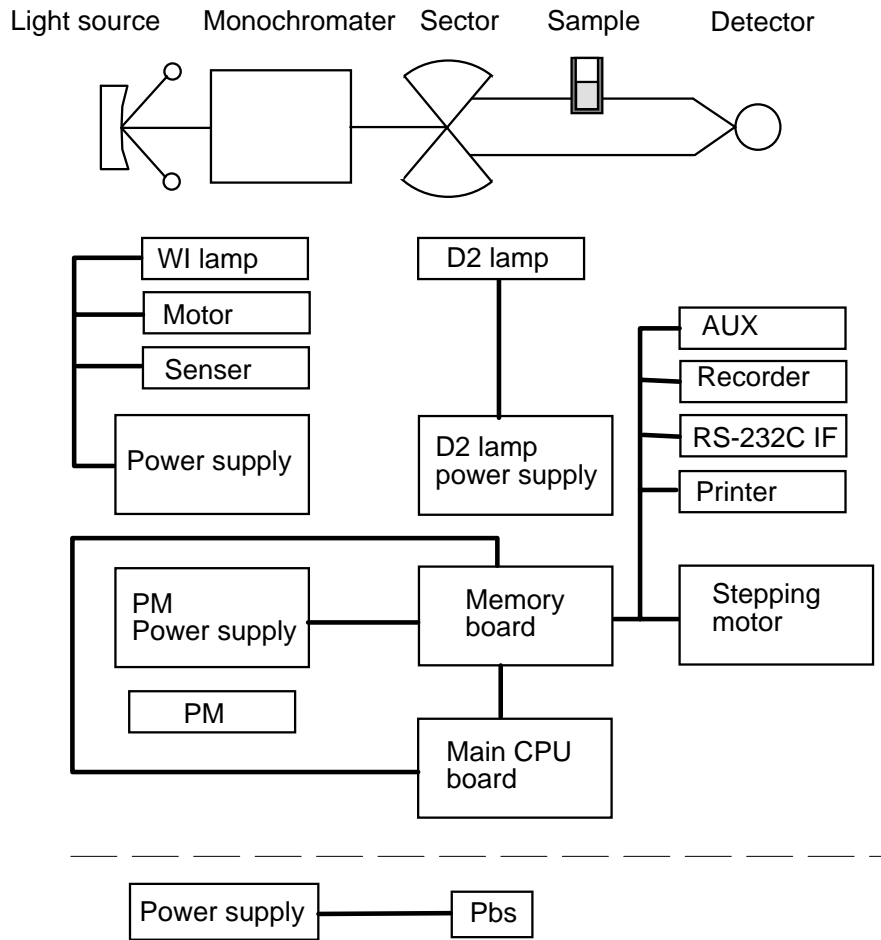 Light source Monochromater Sector Sample Detector
WI lamp
D2 lamp
Motor
AUX
Senser
Recorder
Power supply
D2 lamp
power supply
RS-232C IF
Printer
PM
Power supply
Memory
board
Stepping
motor
PM
Main CPU
board
Power supply
Pbs